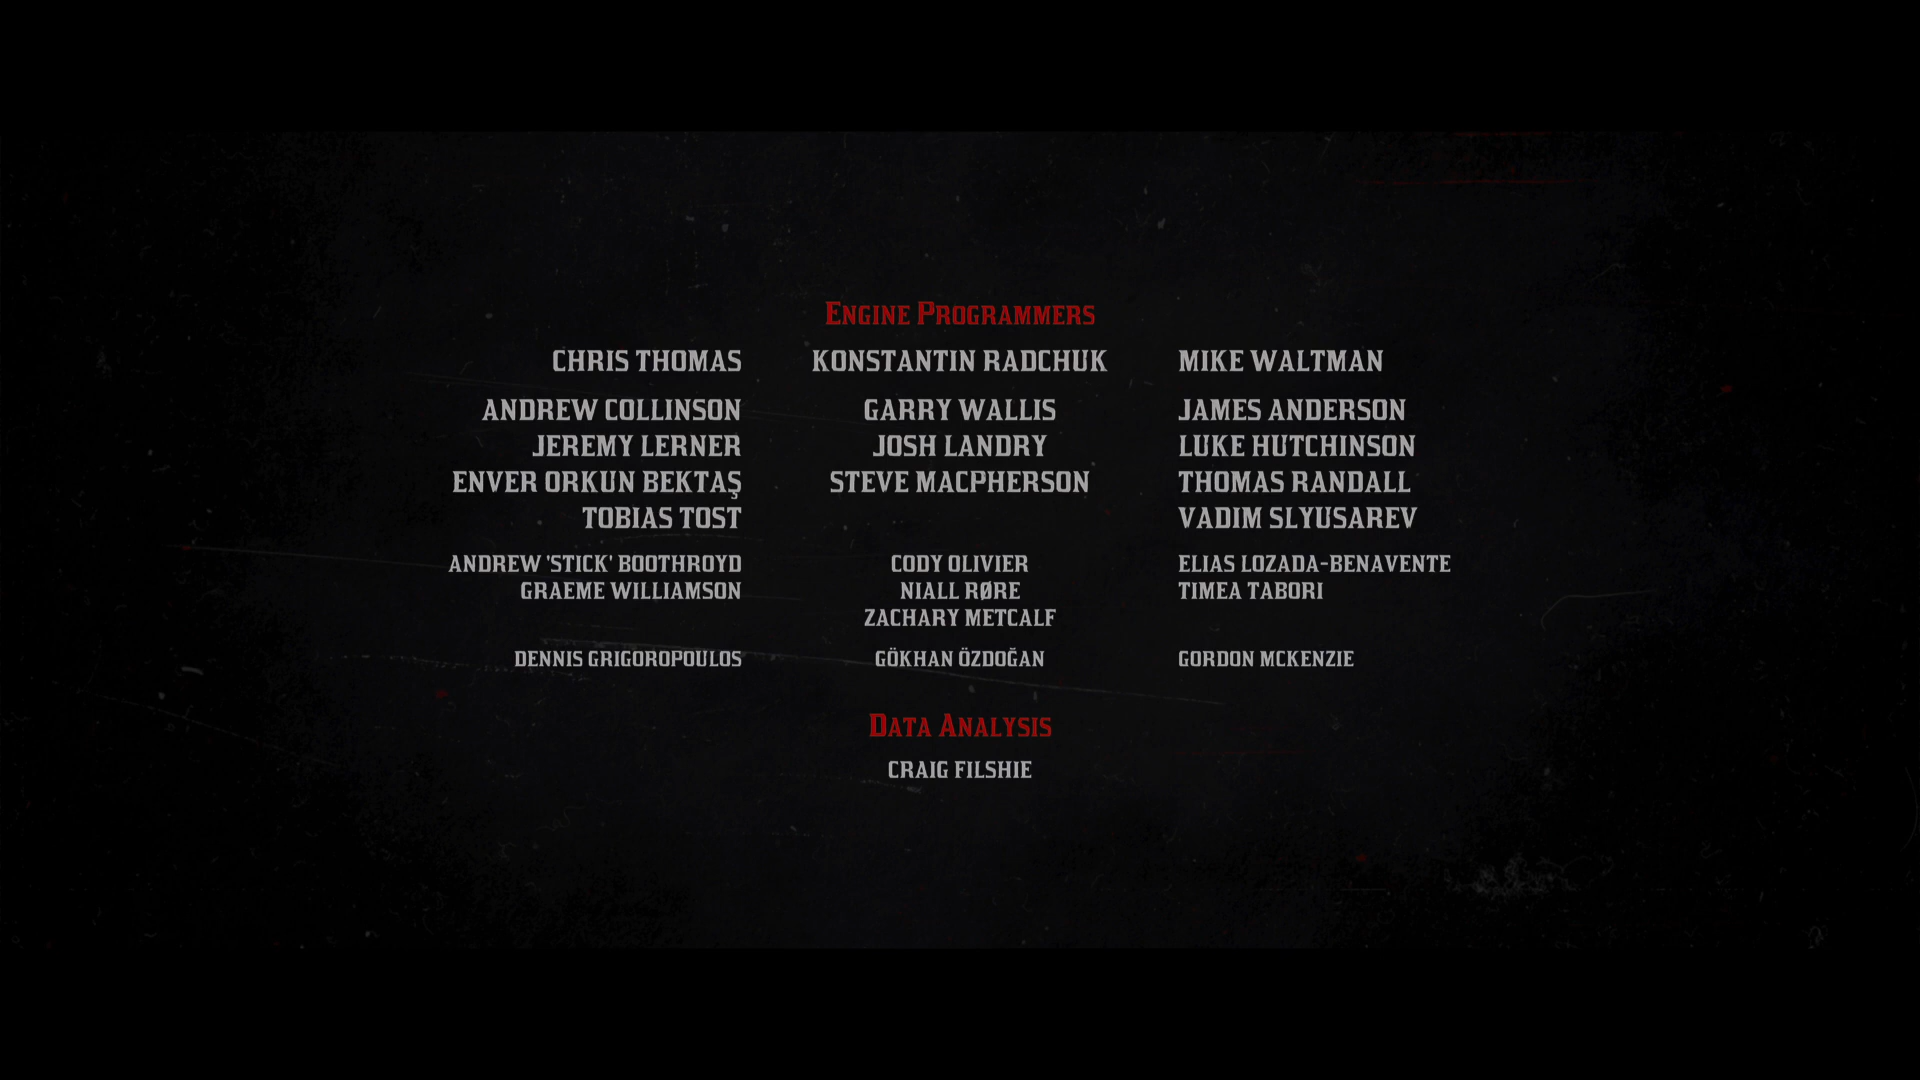 Engine Programmers
CHRIS THOMAS KONSTANTIN RADCHUK MIKE WALTMAN
ANDREW COLLINSON GARRY WALLIS JAMES ANDERSON
JEREMY LERNER JOSH LANDRY LUKE HUTCHINSON
ENVER ORKUN BEKTAŞ STEVE MACPHERSON THOMAS RANDALL
TOBIAS TOST VADIM SLYUSAREV
ANDREW 'STICK' BOOTHROYD CODY OLIVIER ELIAS LOZADA-BENAVENTE
GRAEME WILLIAMSON NIALL RØRE TIMEA TABORI
ZACHARY METCALF
DENNIS GRIGOROPOULOS GÖKHAN ÖZDOĞAN GORDON MCKENZIE
Data Analysis
CRAIG FILSHIE